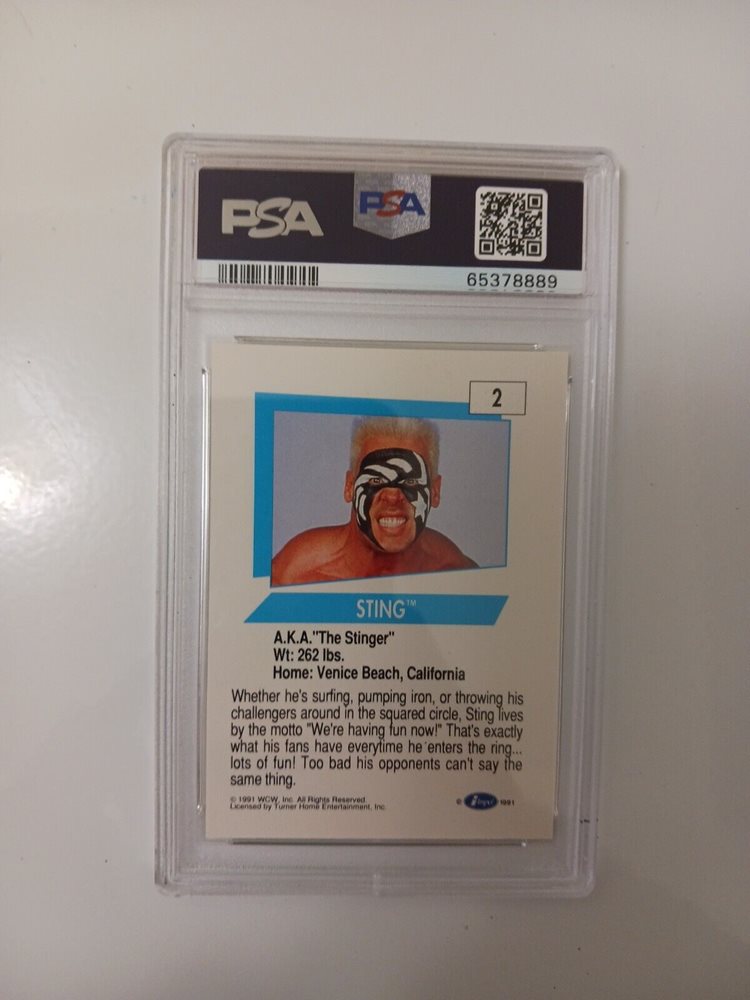 PSA
PSA
65378889
2
STING™
A.K.A."The Stinger"
Wt: 262 lbs.
Home: Venice Beach, California
Whether he's surfing, pumping iron, or throwing his
challengers around in the squared circle, Sting lives
by the motto "We're having fun now!" That's exactly
what his fans have everytime he enters the ring...
lots of fun! Too bad his opponents can't say the
same thing.
© 1991 WCW, Inc. All Rights Reserved.
Licensed by Turner Home Entertainment, Inc.
© Impel 1991